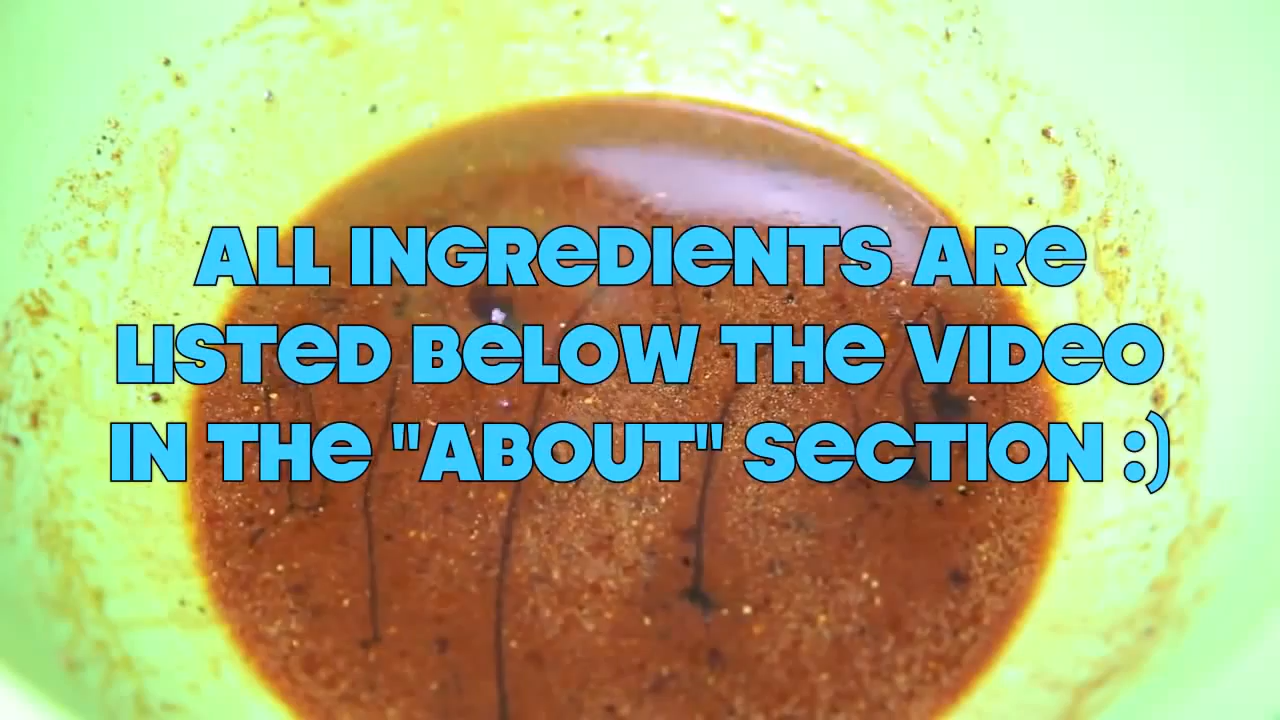 ALL INGREDIENTS ARE
LISTED BELOW THE VIDEO
IN THE "ABOUT" SECTION :)